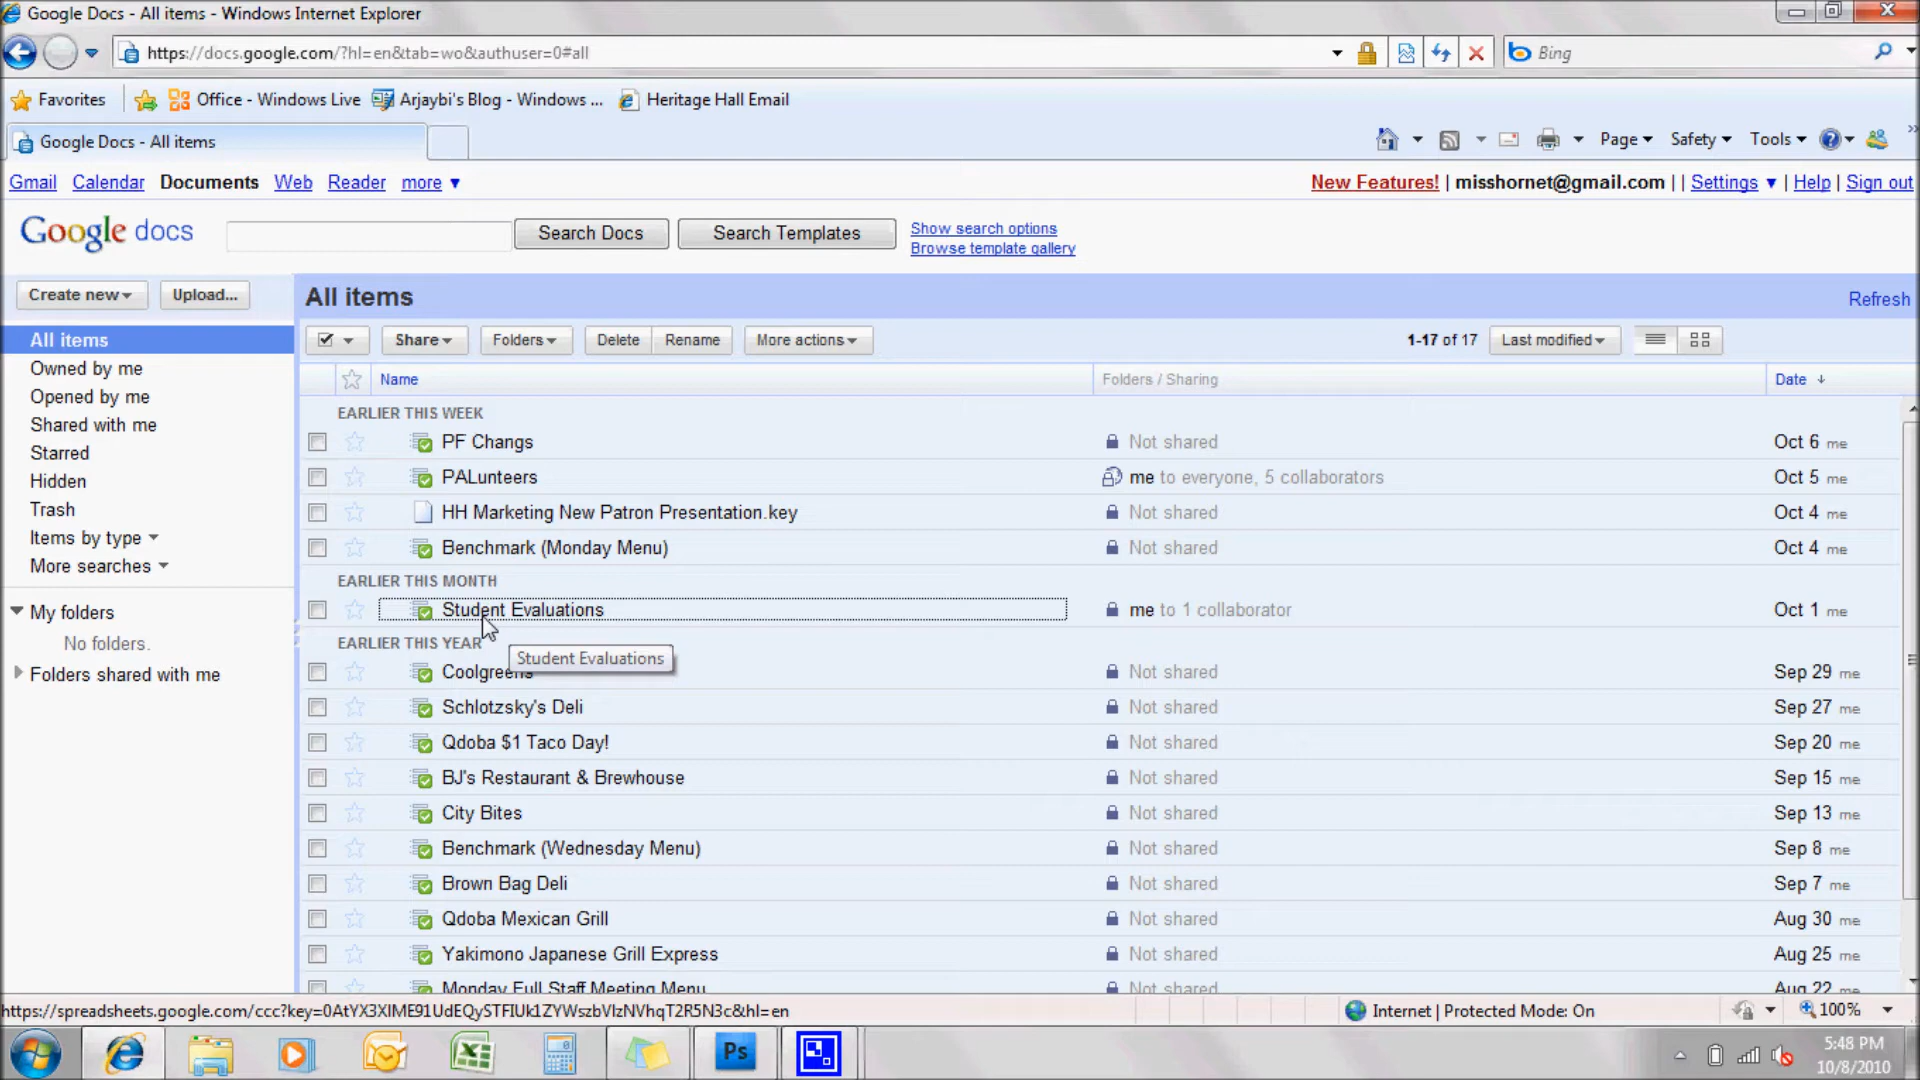 Google Docs - All items - Windows Internet Explorer
https://docs.google.com/?hl=en&tab=wo&authuser=0#all
Bing
Favorites
Office - Windows Live
Arjaybi's Blog - Windows ...
Heritage Hall Email
Google Docs - All items
Page
Safety
Tools
Gmail Calendar Documents Web Reader more ▼
New Features! | misshornet@gmail.com | | Settings ▼ | Help | Sign out
Google docs
Search Docs
Search Templates
Show search options
Browse template gallery
Create new
Upload...
All items
Refresh
All items
Owned by me
Opened by me
Shared with me
Starred
Hidden
Trash
Items by type
More searches
My folders
No folders.
Folders shared with me
Share
Folders
Delete
Rename
More actions
1-17 of 17
Last modified
Name
Folders / Sharing
Date
EARLIER THIS WEEK
PF Changs Not shared Oct 6 me
PALunteers me to everyone, 5 collaborators Oct 5 me
HH Marketing New Patron Presentation.key Not shared Oct 4 me
Benchmark (Monday Menu) Not shared Oct 4 me
EARLIER THIS MONTH
Student Evaluations me to 1 collaborator Oct 1 me
EARLIER THIS YEAR
Student Evaluations
Coolgreens Not shared Sep 29 me
Schlotzsky's Deli Not shared Sep 27 me
Qdoba $1 Taco Day! Not shared Sep 20 me
BJ's Restaurant & Brewhouse Not shared Sep 15 me
City Bites Not shared Sep 13 me
Benchmark (Wednesday Menu) Not shared Sep 8 me
Brown Bag Deli Not shared Sep 7 me
Qdoba Mexican Grill Not shared Aug 30 me
Yakimono Japanese Grill Express Not shared Aug 25 me
Monday Full Staff Meeting Menu Not shared Aug 22 me
https://spreadsheets.google.com/ccc?key=0AtYX3XIME91UdEQySTFIUk1ZYWszbVIzNVhqT2R5N3c&hl=en
Internet | Protected Mode: On
100%
Ps
5:48 PM
10/8/2010